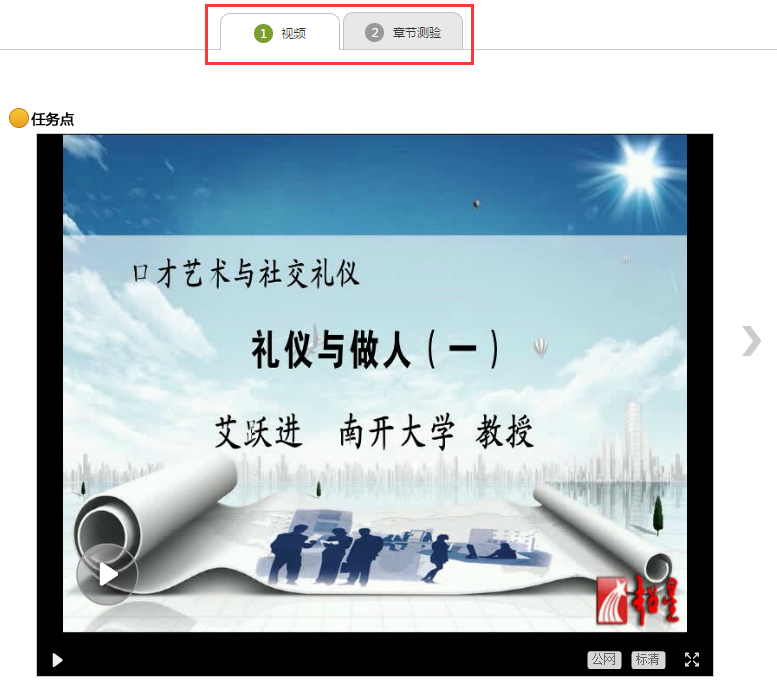 1 视频
2 章节测验
任务点
口才艺术与社交礼仪
礼仪与做人（一）
艾跃进 南开大学 教授
超星
公网
标清